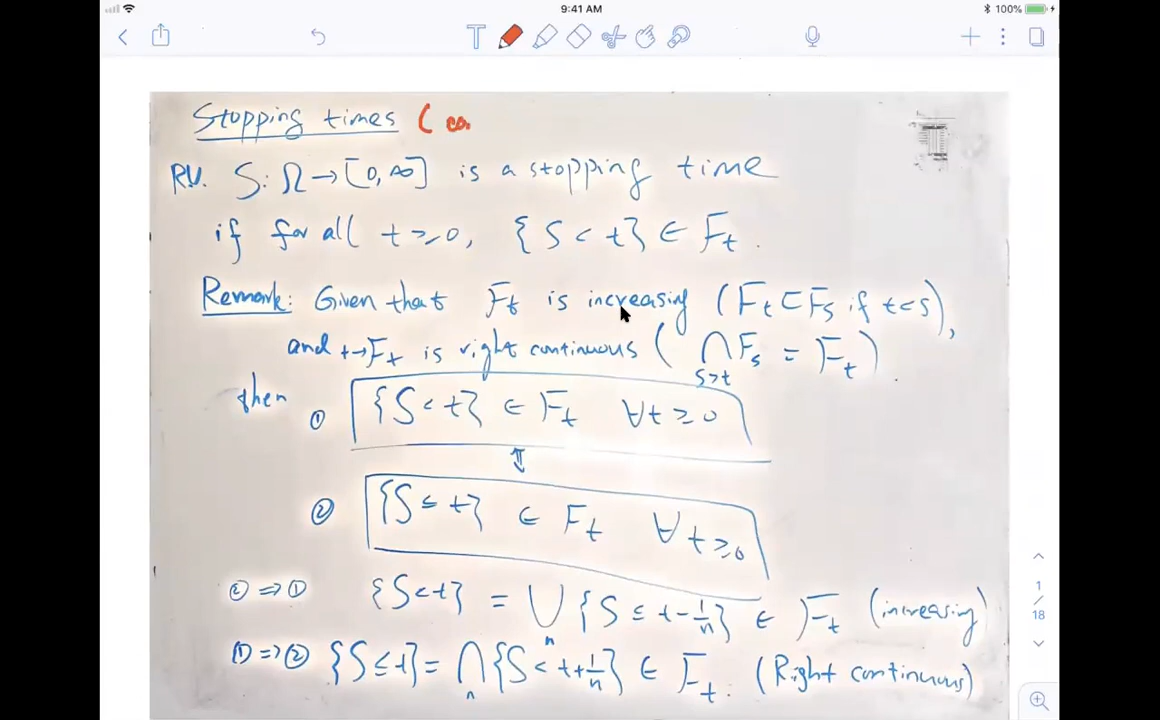 9:41 AM
100%
Stopping times ( co.
RV. S: Ω → [0, ∞] is a stopping time
if for all t ≥ 0, {S < t} ∈ F_t.
Remark: Given that F_t is increasing (F_t ⊂ F_s if t < s),
and t→F_t is right continuous ( ∩_{s>t} F_s = F_t )
then ① {S < t} ∈ F_t ∀t ≥ 0
⇕
② {S ≤ t} ∈ F_t ∀t ≥ 0
② ⇒ ① {S < t} = ∪_n {S ≤ t - 1/n} ∈ F_t (increasing)
① ⇒ ② {S ≤ t} = ∩_n {S < t + 1/n} ∈ F_t. (Right continuous)
1
/
18